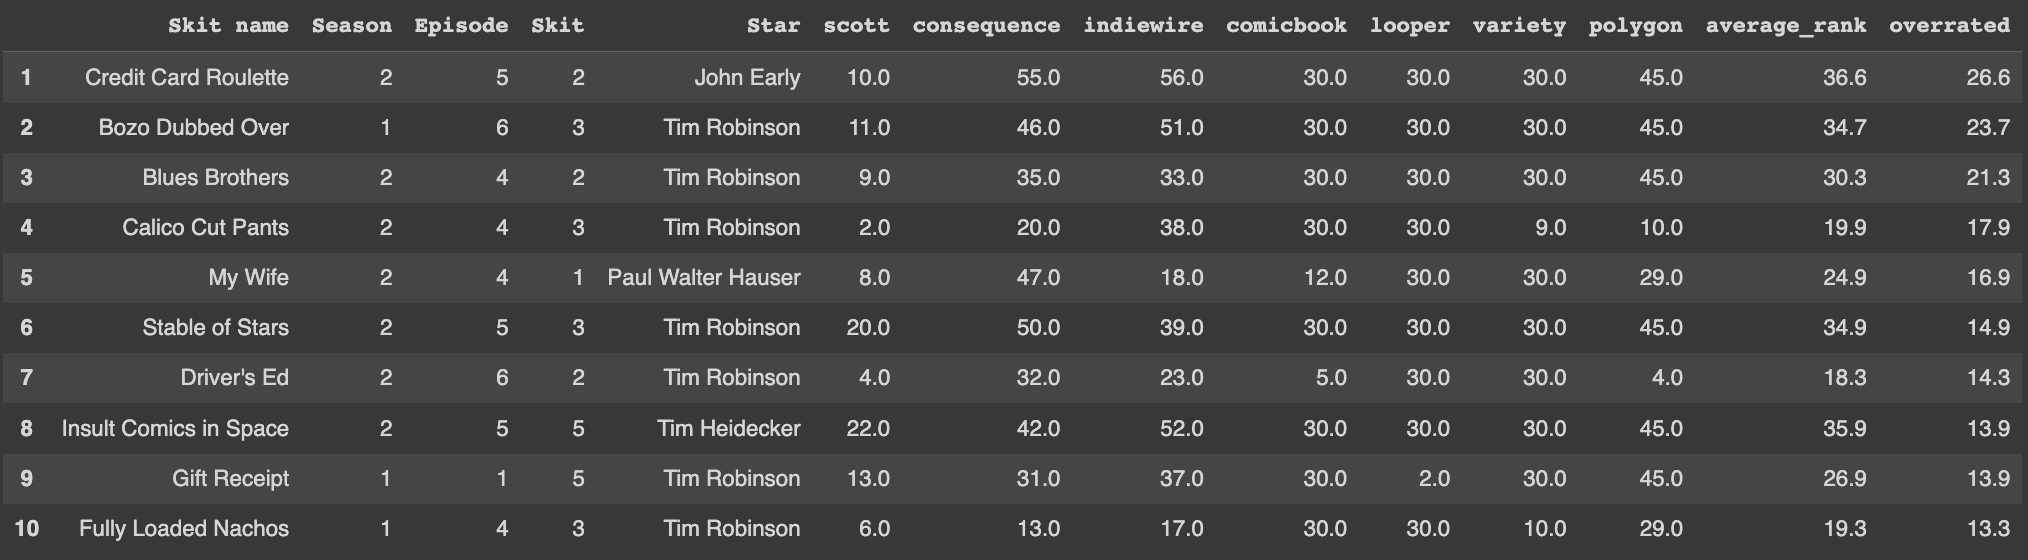 Skit name Season Episode Skit Star scott consequence indiewire comicbook looper variety polygon average_rank overrated
1 Credit Card Roulette 2 5 2 John Early 10.0 55.0 56.0 30.0 30.0 30.0 45.0 36.6 26.6
2 Bozo Dubbed Over 1 6 3 Tim Robinson 11.0 46.0 51.0 30.0 30.0 30.0 45.0 34.7 23.7
3 Blues Brothers 2 4 2 Tim Robinson 9.0 35.0 33.0 30.0 30.0 30.0 45.0 30.3 21.3
4 Calico Cut Pants 2 4 3 Tim Robinson 2.0 20.0 38.0 30.0 30.0 9.0 10.0 19.9 17.9
5 My Wife 2 4 1 Paul Walter Hauser 8.0 47.0 18.0 12.0 30.0 30.0 29.0 24.9 16.9
6 Stable of Stars 2 5 3 Tim Robinson 20.0 50.0 39.0 30.0 30.0 30.0 45.0 34.9 14.9
7 Driver's Ed 2 6 2 Tim Robinson 4.0 32.0 23.0 5.0 30.0 30.0 4.0 18.3 14.3
8 Insult Comics in Space 2 5 5 Tim Heidecker 22.0 42.0 52.0 30.0 30.0 30.0 45.0 35.9 13.9
9 Gift Receipt 1 1 5 Tim Robinson 13.0 31.0 37.0 30.0 2.0 30.0 45.0 26.9 13.9
10 Fully Loaded Nachos 1 4 3 Tim Robinson 6.0 13.0 17.0 30.0 30.0 10.0 29.0 19.3 13.3